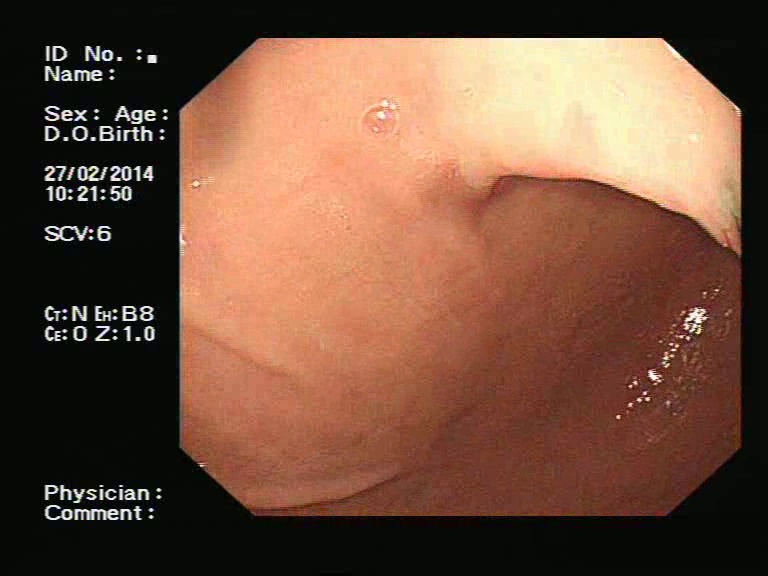 ID No. :
Name:
Sex: Age:
D.O.Birth:
27/02/2014
10:21:50
SCV:6
CT:N EH:B8
CE:0 Z:1.0
Physician:
Comment: